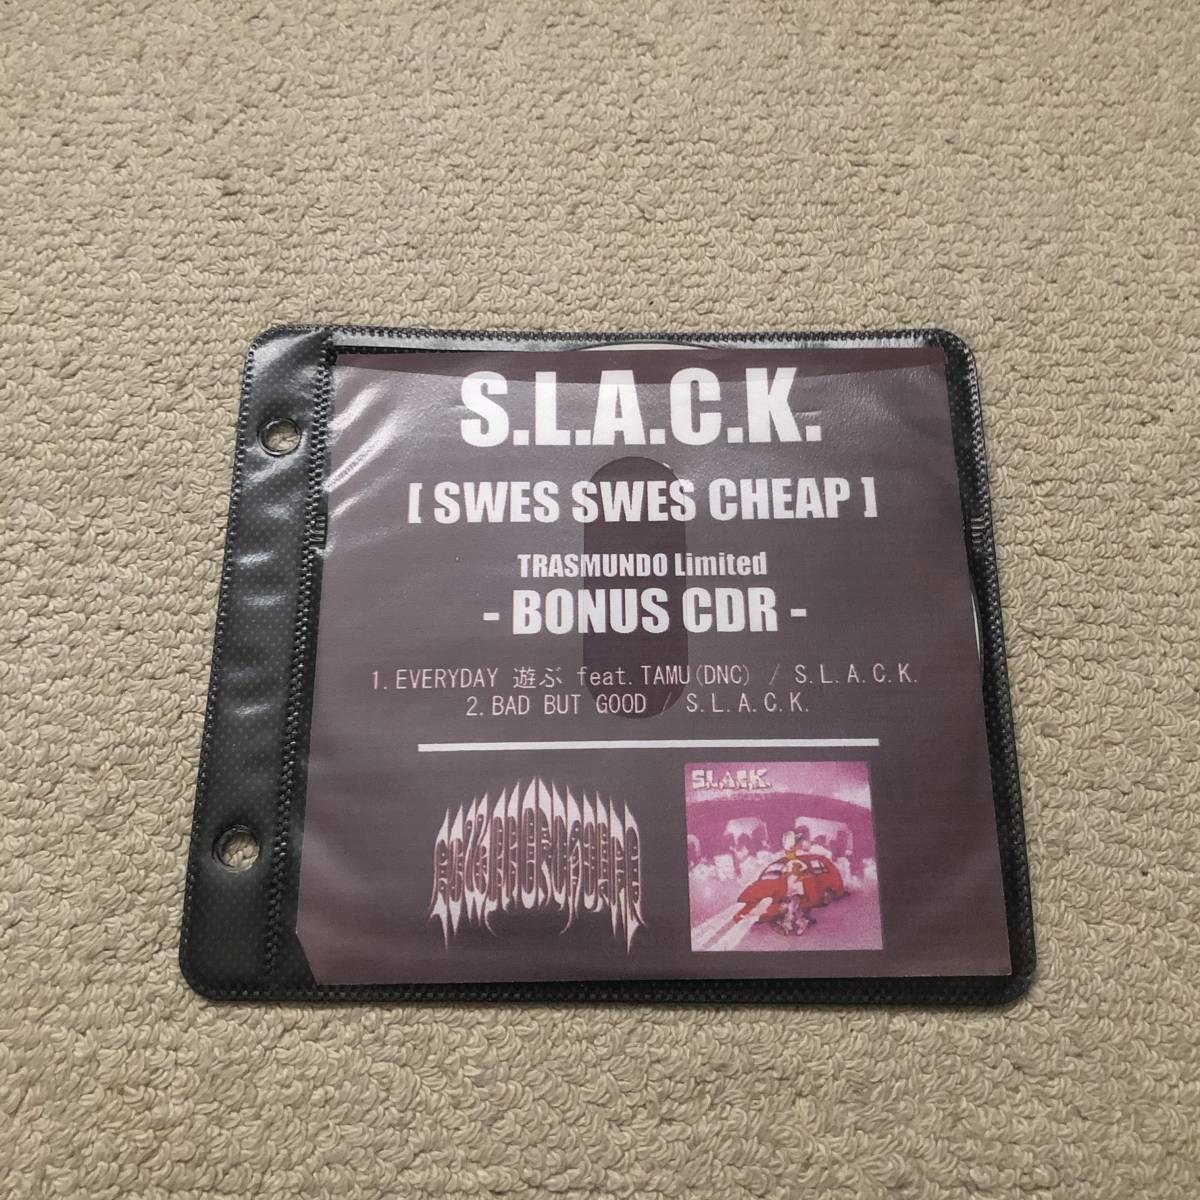 S.L.A.C.K.
[ SWES SWES CHEAP ]
TRASMUNDO Limited
- BONUS CDR -
1. EVERYDAY 遊ぶ feat. TAMU(DNC) / S.L.A.C.K.
2. BAD BUT GOOD / S.L.A.C.K.
S.L.A.C.K.